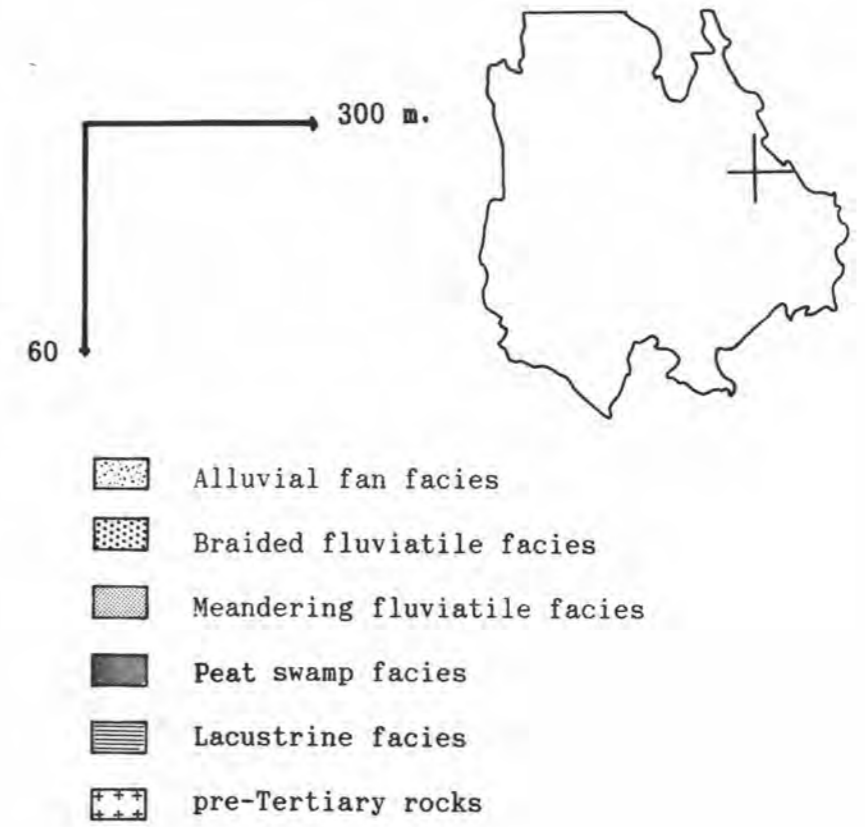 300 m.
60
Alluvial fan facies
Braided fluviatile facies
Meandering fluviatile facies
Peat swamp facies
Lacustrine facies
pre-Tertiary rocks